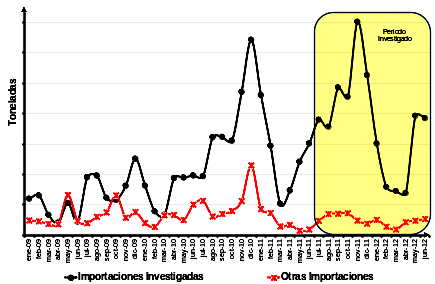 Periodo
Investigado
Toneladas
ene-09
feb-09
mar-09
abr-09
may-09
jun-09
jul-09
ago-09
sep-09
oct-09
nov-09
dic-09
ene-10
feb-10
mar-10
abr-10
may-10
jun-10
jul-10
ago-10
sep-10
oct-10
nov-10
dic-10
ene-11
feb-11
mar-11
abr-11
may-11
jun-11
jul-11
ago-11
sep-11
oct-11
nov-11
dic-11
ene-12
feb-12
mar-12
abr-12
may-12
jun-12
Importaciones Investigadas
Otras Importaciones